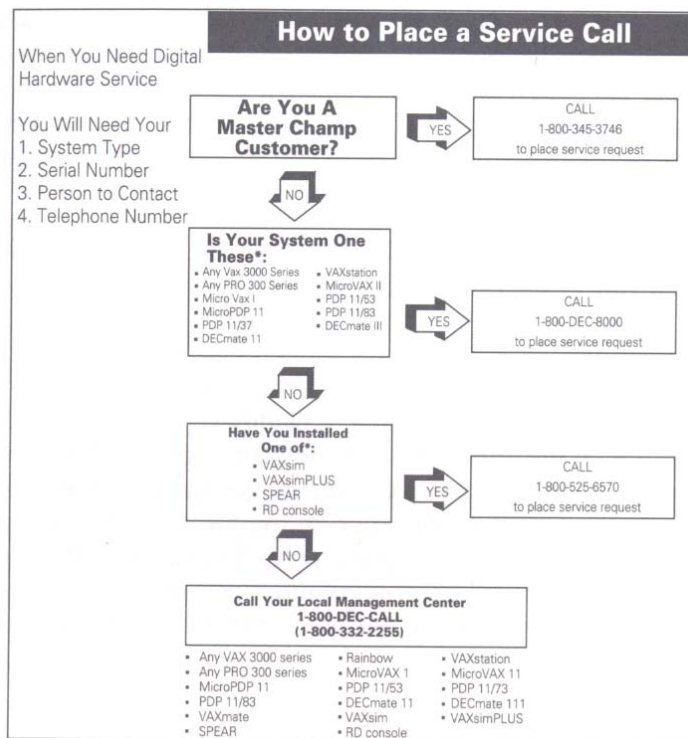 How to Place a Service Call
When You Need Digital
Hardware Service
You Will Need Your
1. System Type
2. Serial Number
3. Person to Contact
4. Telephone Number
Are You A
Master Champ
Customer?
YES
CALL
1-800-345-3746
to place service request
NO
Is Your System One
These*:
▪ Any Vax 3000 Series
▪ Any PRO 300 Series
▪ Micro Vax I
▪ MicroPDP 11
▪ PDP 11/37
▪ DECmate 11
▪ VAXstation
▪ MicroVAX II
▪ PDP 11/53
▪ PDP 11/83
▪ DECmate III
YES
CALL
1-800-DEC-8000
to place service request
NO
Have You Installed
One of*:
▪ VAXsim
▪ VAXsimPLUS
▪ SPEAR
▪ RD console
YES
CALL
1-800-525-6570
to place service request
NO
Call Your Local Management Center
1-800-DEC-CALL
(1-800-332-2255)
▪ Any VAX 3000 series
▪ Any PRO 300 series
▪ MicroPDP 11
▪ PDP 11/83
▪ VAXmate
▪ SPEAR
▪ Rainbow
▪ MicroVAX 1
▪ PDP 11/53
▪ DECmate 11
▪ VAXsim
▪ RD console
▪ VAXstation
▪ MicroVAX 11
▪ PDP 11/73
▪ DECmate 111
▪ VAXsimPLUS